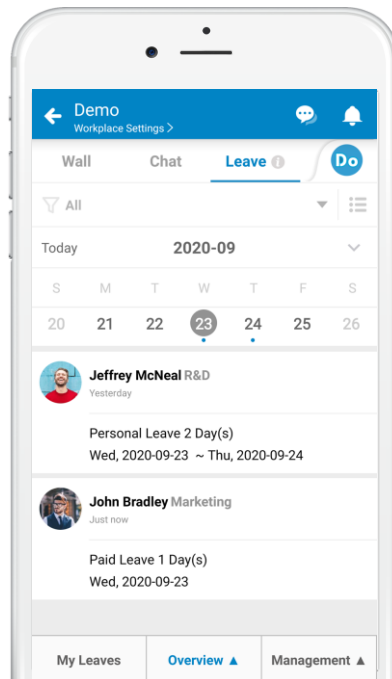 Demo
Workplace Settings >
Wall Chat Leave i Do
All
Today 2020-09
S M T W T F S
20 21 22 23 24 25 26
Jeffrey McNeal R&D
Yesterday
Personal Leave 2 Day(s)
Wed, 2020-09-23 ~ Thu, 2020-09-24
John Bradley Marketing
Just now
Paid Leave 1 Day(s)
Wed, 2020-09-23
My Leaves Overview ▲ Management ▲